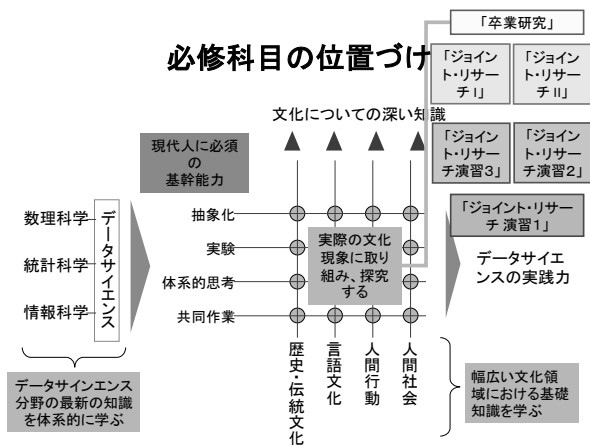 必修科目の位置づけ
「卒業研究」
「ジョイン
ト・リサー
チⅠ」
「ジョイン
ト・リサー
チⅡ」
文化についての深い知識
現代人に必須
の
基幹能力
「ジョイン
ト・リサー
チ演習3」
「ジョイン
ト・リサー
チ演習2」
「ジョイント・リサー
チ 演習1」
数理科学
統計科学
情報科学
データサイエンス
抽象化
実験
体系的思考
共同作業
実際の文化
現象に取り
組み、探究
する
データサイ
エンスの実践力
歴史・伝統文化
言語文化
人間行動
人間社会
データサインエンス
分野の最新の知識
を体系的に学ぶ
幅広い文化領
域における基礎
知識を学ぶ